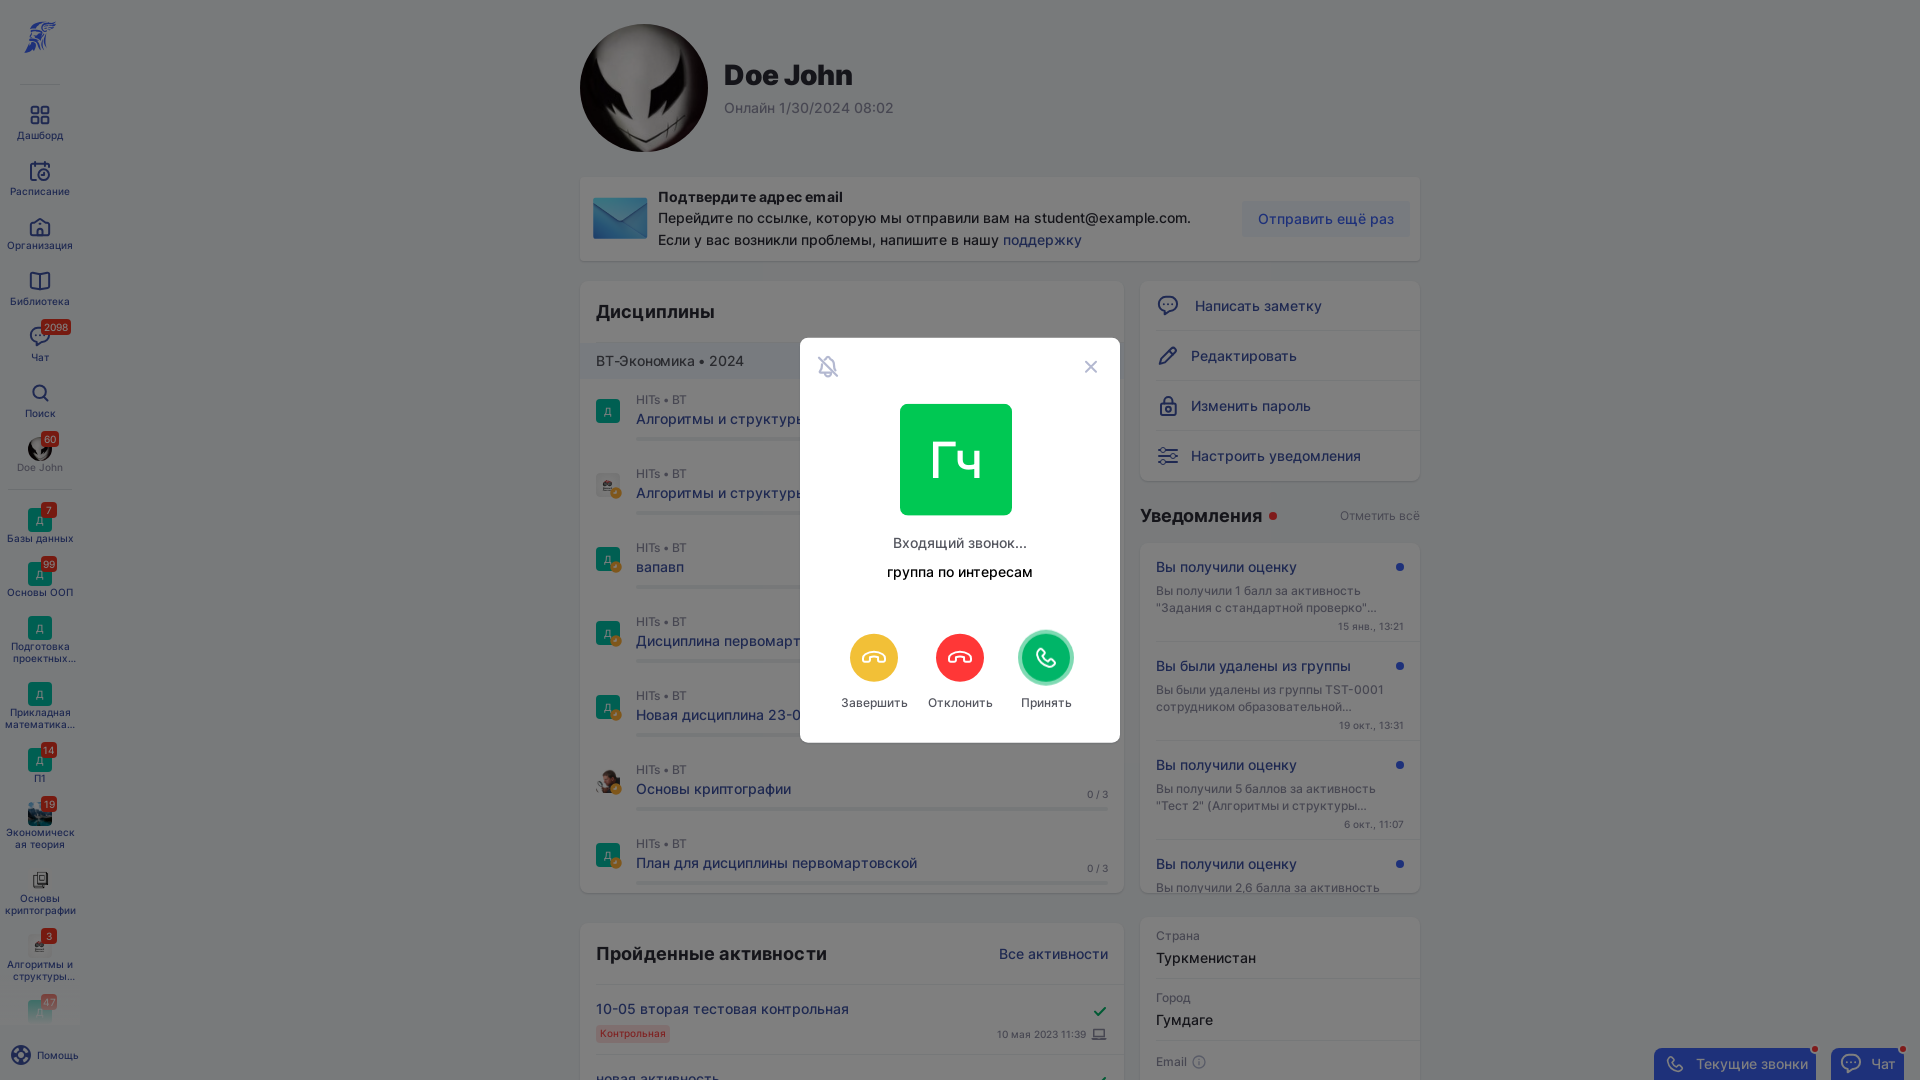 Дашборд
Расписание
Организация
Библиотека
2098
Чат
Поиск
60
Doe John
7
Д
Базы данных
99
Д
Основы ООП
Д
Подготовка
проектных...
Д
Прикладная
математика...
14
Д
П1
19
Экономическ
ая теория
Основы
криптографии
3
Алгоритмы и
структуры...
47
Д
Помощь
Doe John
Онлайн 1/30/2024 08:02
Подтвердите адрес email
Перейдите по ссылке, которую мы отправили вам на student@example.com.
Если у вас возникли проблемы, напишите в нашу поддержку
Отправить ещё раз
Дисциплины
ВТ-Экономика • 2024
Д
HITs • ВТ
Алгоритмы и структуры
HITs • ВТ
Алгоритмы и структуры
Д
HITs • ВТ
вапавп
Д
HITs • ВТ
Дисциплина первомарт
Д
HITs • ВТ
Новая дисциплина 23-0
HITs • ВТ
Основы криптографии
0 / 3
Д
HITs • ВТ
План для дисциплины первомартовской
0 / 3
Гч
Входящий звонок...
группа по интересам
Завершить
Отклонить
Принять
Пройденные активности
Все активности
10-05 вторая тестовая контрольная
Контрольная
10 мая 2023 11:39
новая активность
Написать заметку
Редактировать
Изменить пароль
Настроить уведомления
Уведомления
Отметить всё
Вы получили оценку
Вы получили 1 балл за активность
"Задания с стандартной проверко"...
15 янв., 13:21
Вы были удалены из группы
Вы были удалены из группы TST-0001
сотрудником образовательной...
19 окт., 13:31
Вы получили оценку
Вы получили 5 баллов за активность
"Тест 2" (Алгоритмы и структуры...
6 окт., 11:07
Вы получили оценку
Вы получили 2,6 балла за активность
Страна
Туркменистан
Город
Гумдаге
Email
Текущие звонки
Чат